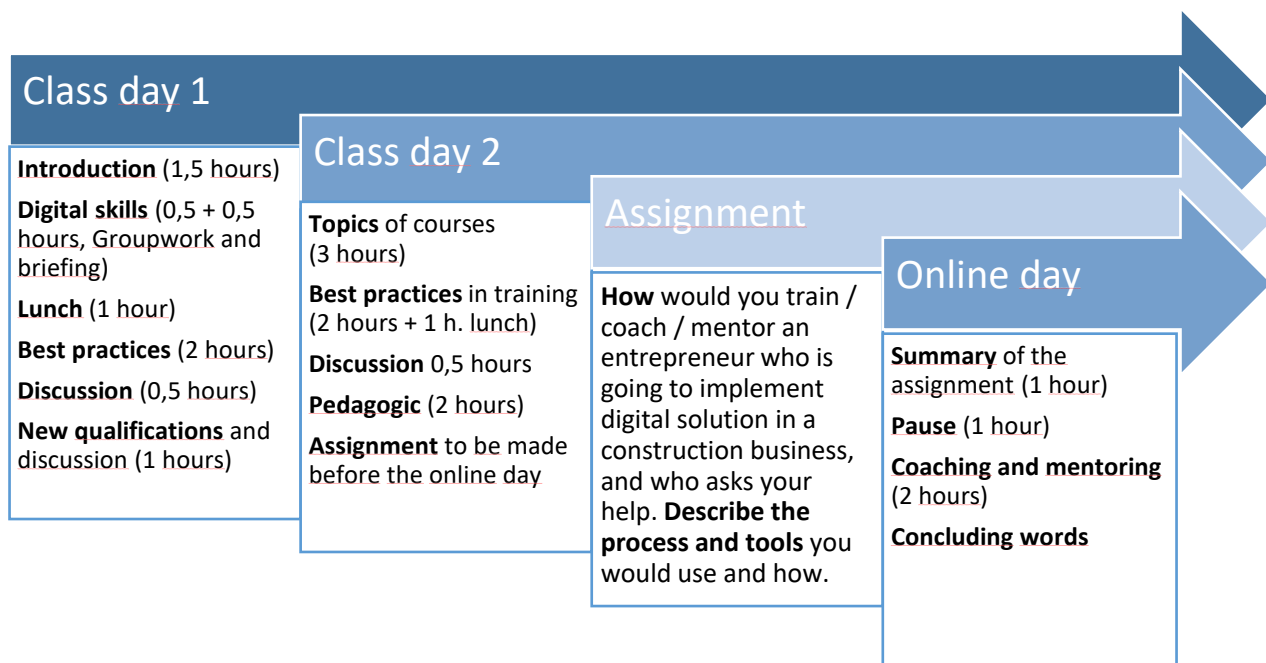 Class day 1
Introduction (1,5 hours)
Digital skills (0,5 + 0,5
hours, Groupwork and
briefing)
Lunch (1 hour)
Best practices (2 hours)
Discussion (0,5 hours)
New qualifications and
discussion (1 hours)
Class day 2
Topics of courses
(3 hours)
Best practices in training
(2 hours + 1 h. lunch)
Discussion 0,5 hours
Pedagogic (2 hours)
Assignment to be made
before the online day
Assignment
How would you train /
coach / mentor an
entrepreneur who is
going to implement
digital solution in a
construction business,
and who asks your
help. Describe the
process and tools you
would use and how.
Online day
Summary of the
assignment (1 hour)
Pause (1 hour)
Coaching and mentoring
(2 hours)
Concluding words